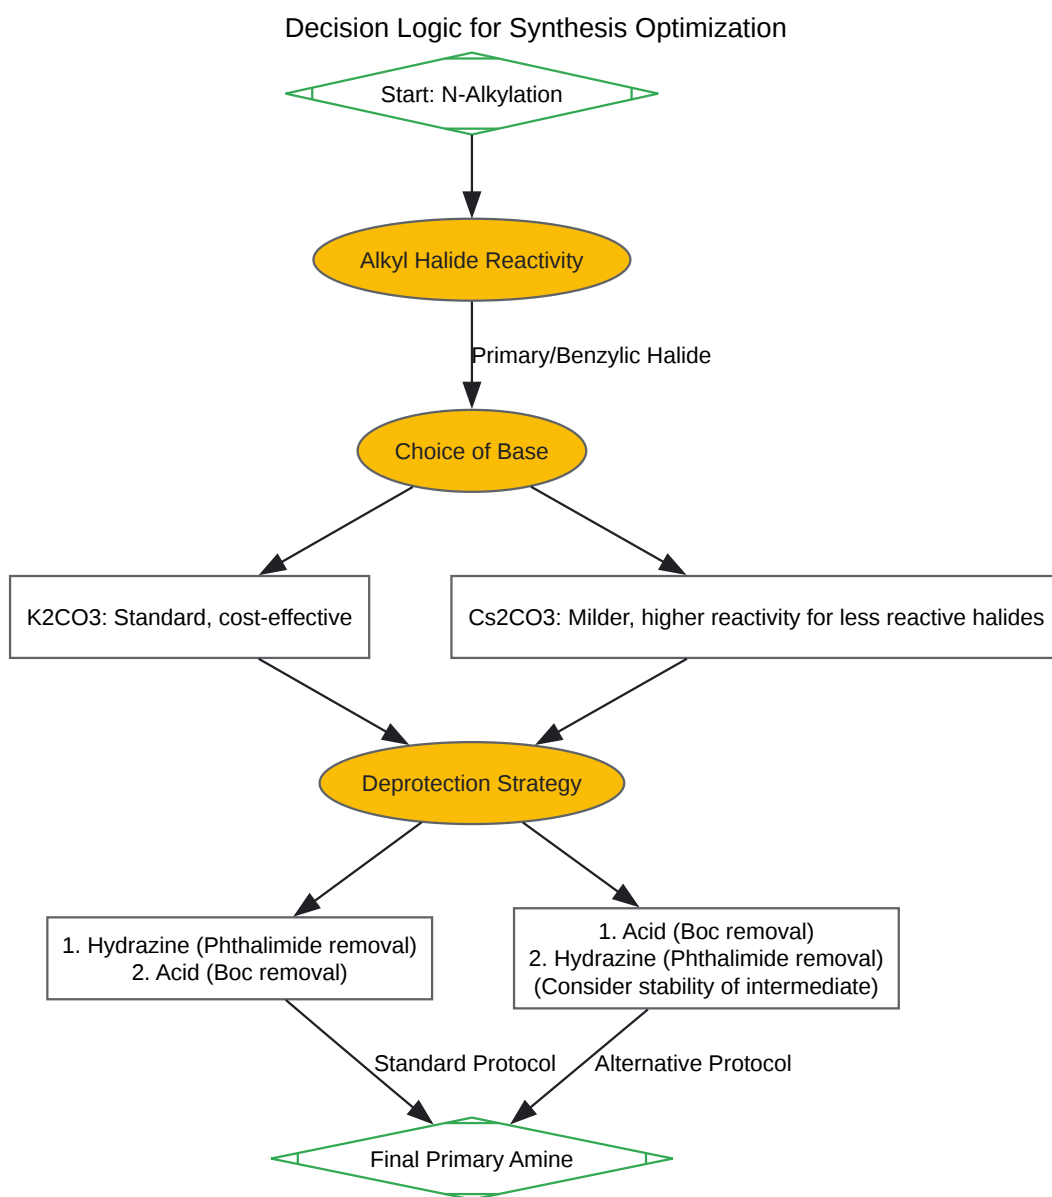 Decision Logic for Synthesis Optimization
Start: N-Alkylation
Alkyl Halide Reactivity
Primary/Benzylic Halide
Choice of Base
K2CO3: Standard, cost-effective
Cs2CO3: Milder, higher reactivity for less reactive halides
Deprotection Strategy
1. Hydrazine (Phthalimide removal)
2. Acid (Boc removal)
1. Acid (Boc removal)
2. Hydrazine (Phthalimide removal)
(Consider stability of intermediate)
Standard Protocol
Alternative Protocol
Final Primary Amine